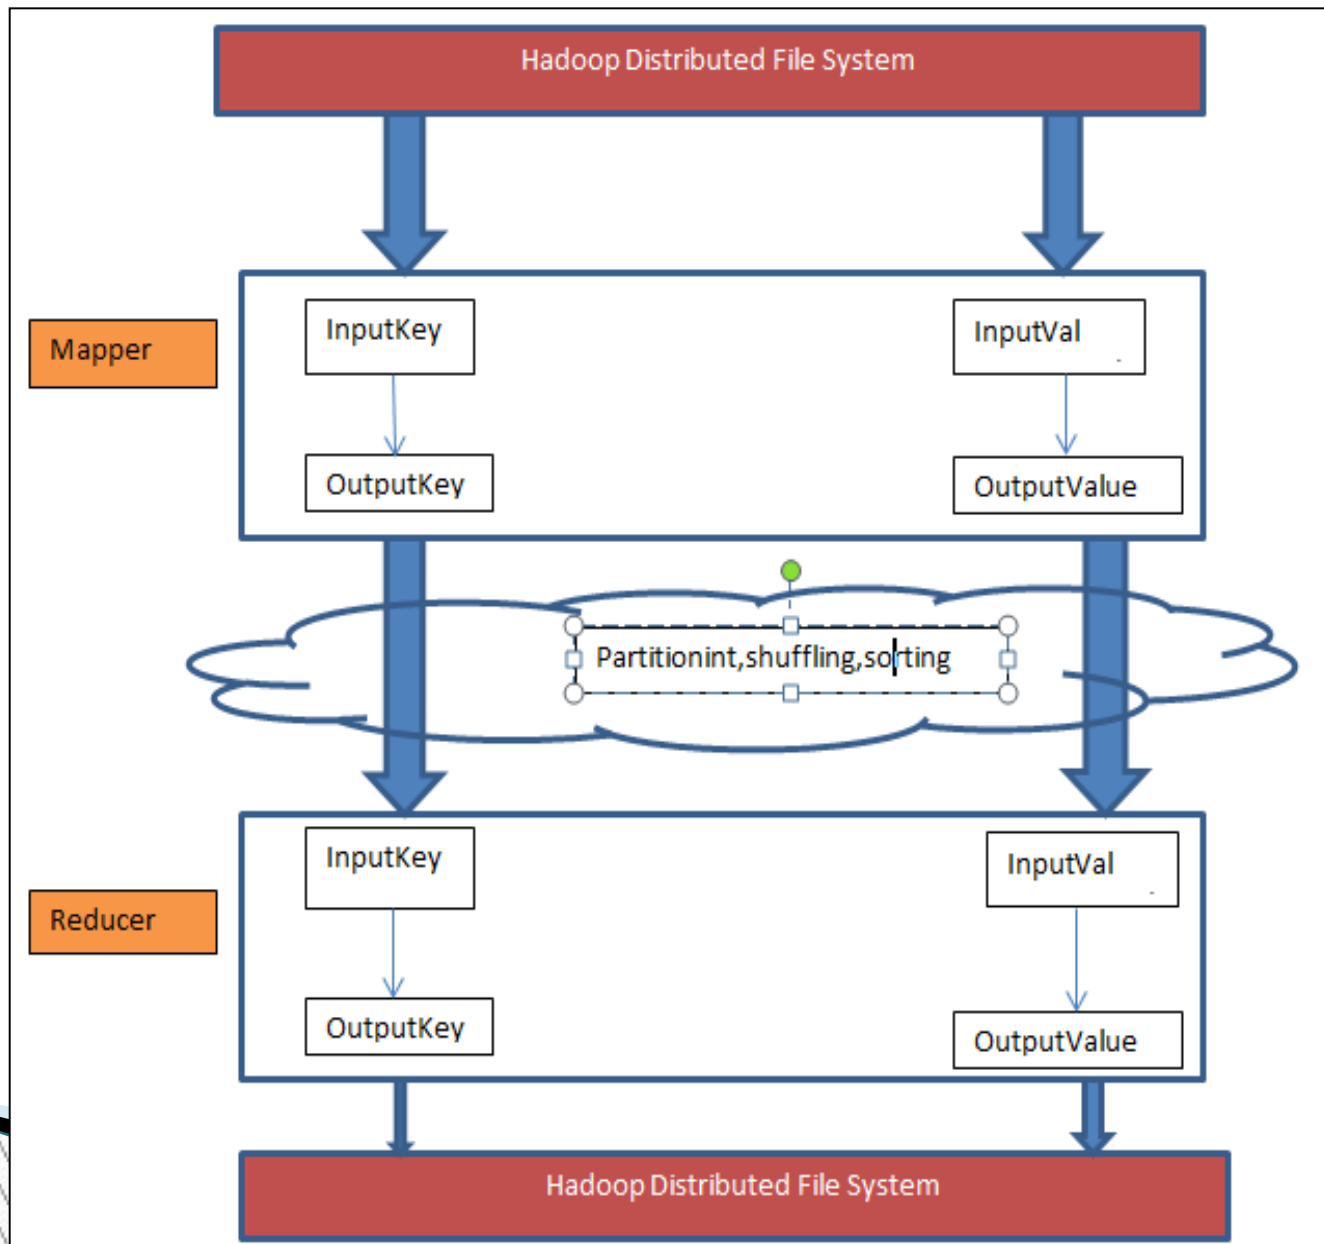 Hadoop Distributed File System
Mapper
InputKey
InputVal
OutputKey
OutputValue
Partitionint,shuffling,sorting
Reducer
InputKey
InputVal
OutputKey
OutputValue
Hadoop Distributed File System